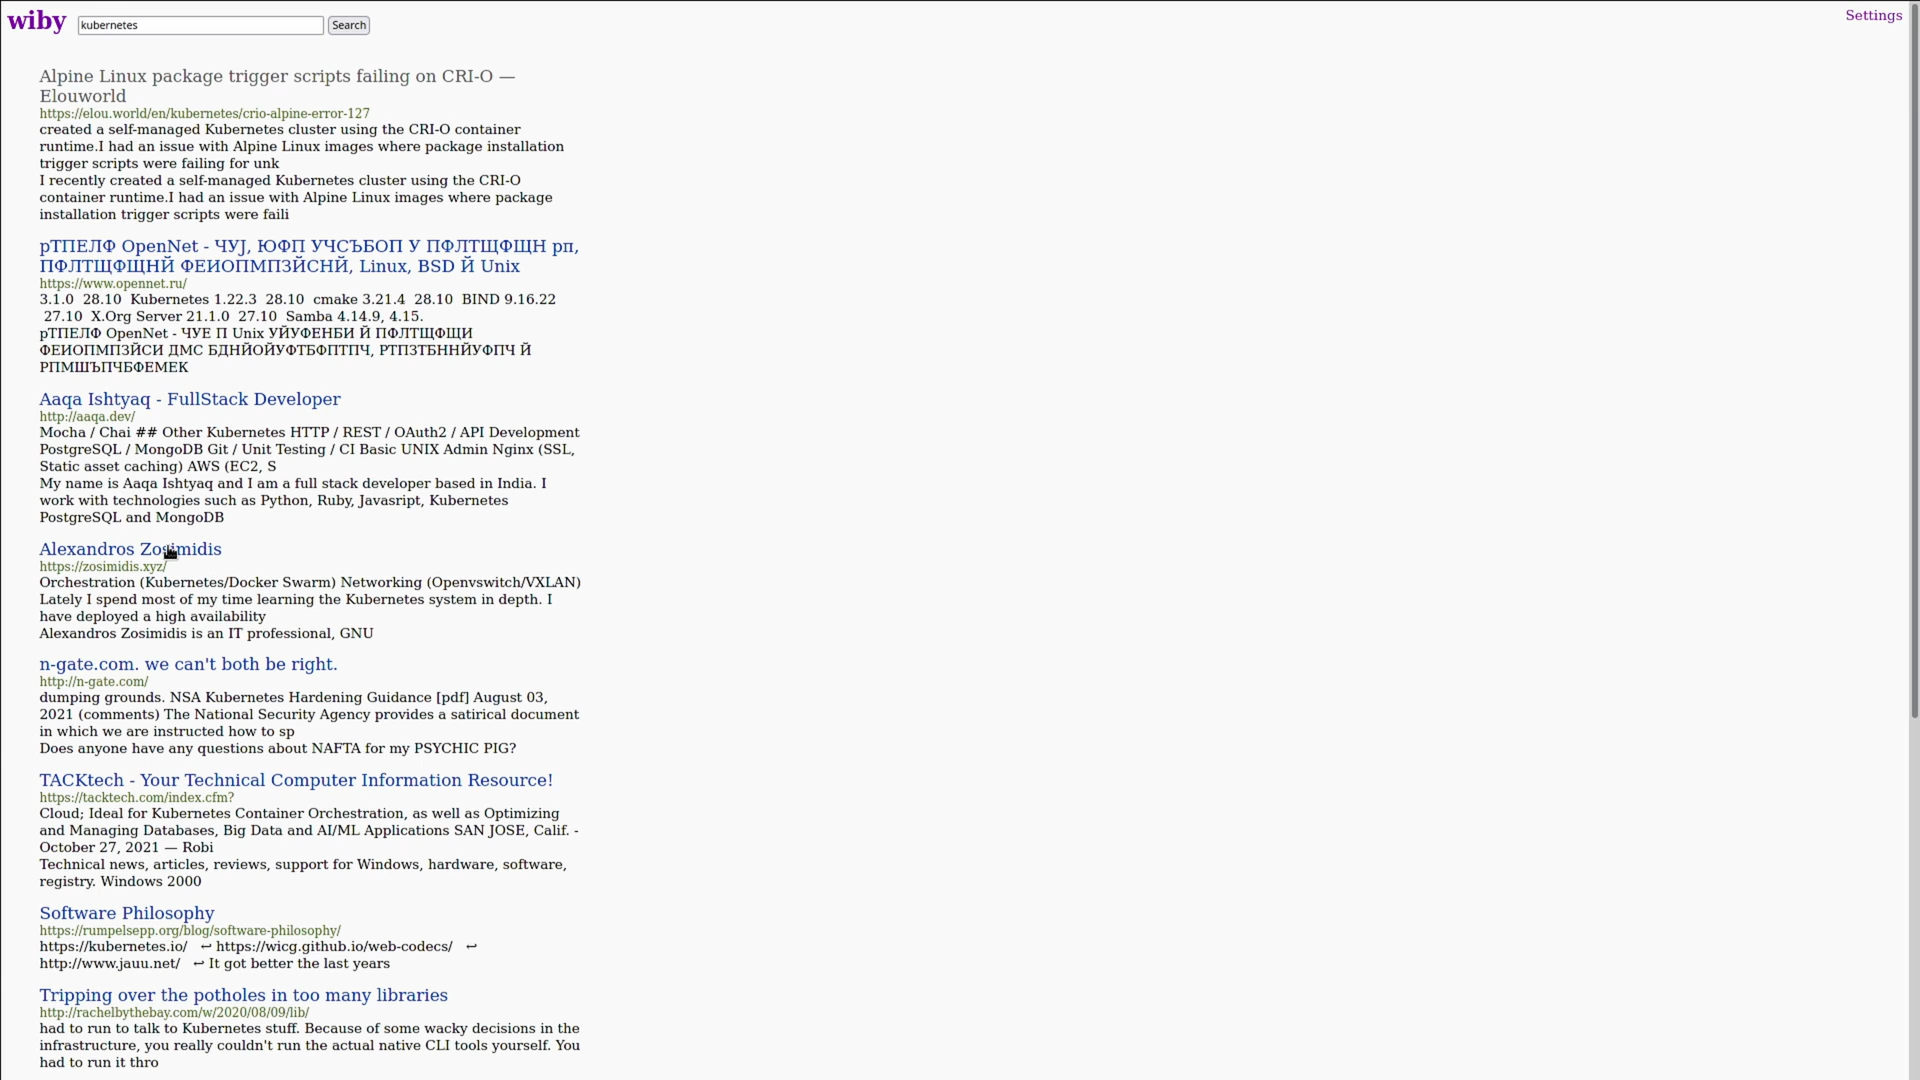 wiby kubernetes Search Settings
Alpine Linux package trigger scripts failing on CRI-O —
Elouworld
https://elou.world/en/kubernetes/crio-alpine-error-127
created a self-managed Kubernetes cluster using the CRI-O container
runtime.I had an issue with Alpine Linux images where package installation
trigger scripts were failing for unk
I recently created a self-managed Kubernetes cluster using the CRI-O
container runtime.I had an issue with Alpine Linux images where package
installation trigger scripts were faili
рТПЕЛФ OpenNet - ЧУЈ, ЮФП УЧСЪБОП У ПФЛТЩФЩН рп,
ПФЛТЩФЩНЙ ФЕИОПМПЗЙСНЙ, Linux, BSD Й Unix
https://www.opennet.ru/
3.1.0  28.10  Kubernetes 1.22.3  28.10  cmake 3.21.4  28.10  BIND 9.16.22
27.10  X.Org Server 21.1.0  27.10  Samba 4.14.9, 4.15.
рТПЕЛФ OpenNet - ЧУЕ П Unix УЙУФЕНБИ Й ПФЛТЩФЩИ
ФЕИОПМПЗЙСИ ДМС БДНЙОЙУФТБФПТПЧ, РТПЗТБННЙУФПЧ Й
РПМШЪПЧБФЕМЕК
Aaqa Ishtyaq - FullStack Developer
http://aaqa.dev/
Mocha / Chai ## Other Kubernetes HTTP / REST / OAuth2 / API Development
PostgreSQL / MongoDB Git / Unit Testing / CI Basic UNIX Admin Nginx (SSL,
Static asset caching) AWS (EC2, S
My name is Aaqa Ishtyaq and I am a full stack developer based in India. I
work with technologies such as Python, Ruby, Javasript, Kubernetes
PostgreSQL and MongoDB
Alexandros Zosimidis
https://zosimidis.xyz/
Orchestration (Kubernetes/Docker Swarm) Networking (Openvswitch/VXLAN)
Lately I spend most of my time learning the Kubernetes system in depth. I
have deployed a high availability
Alexandros Zosimidis is an IT professional, GNU
n-gate.com. we can't both be right.
http://n-gate.com/
dumping grounds. NSA Kubernetes Hardening Guidance [pdf] August 03,
2021 (comments) The National Security Agency provides a satirical document
in which we are instructed how to sp
Does anyone have any questions about NAFTA for my PSYCHIC PIG?
TACKtech - Your Technical Computer Information Resource!
https://tacktech.com/index.cfm?
Cloud; Ideal for Kubernetes Container Orchestration, as well as Optimizing
and Managing Databases, Big Data and AI/ML Applications SAN JOSE, Calif. -
October 27, 2021 — Robi
Technical news, articles, reviews, support for Windows, hardware, software,
registry. Windows 2000
Software Philosophy
https://rumpelsepp.org/blog/software-philosophy/
https://kubernetes.io/  ↩ https://wicg.github.io/web-codecs/  ↩
http://www.jauu.net/  ↩ It got better the last years
Tripping over the potholes in too many libraries
http://rachelbythebay.com/w/2020/08/09/lib/
had to run to talk to Kubernetes stuff. Because of some wacky decisions in the
infrastructure, you really couldn't run the actual native CLI tools yourself. You
had to run it thro